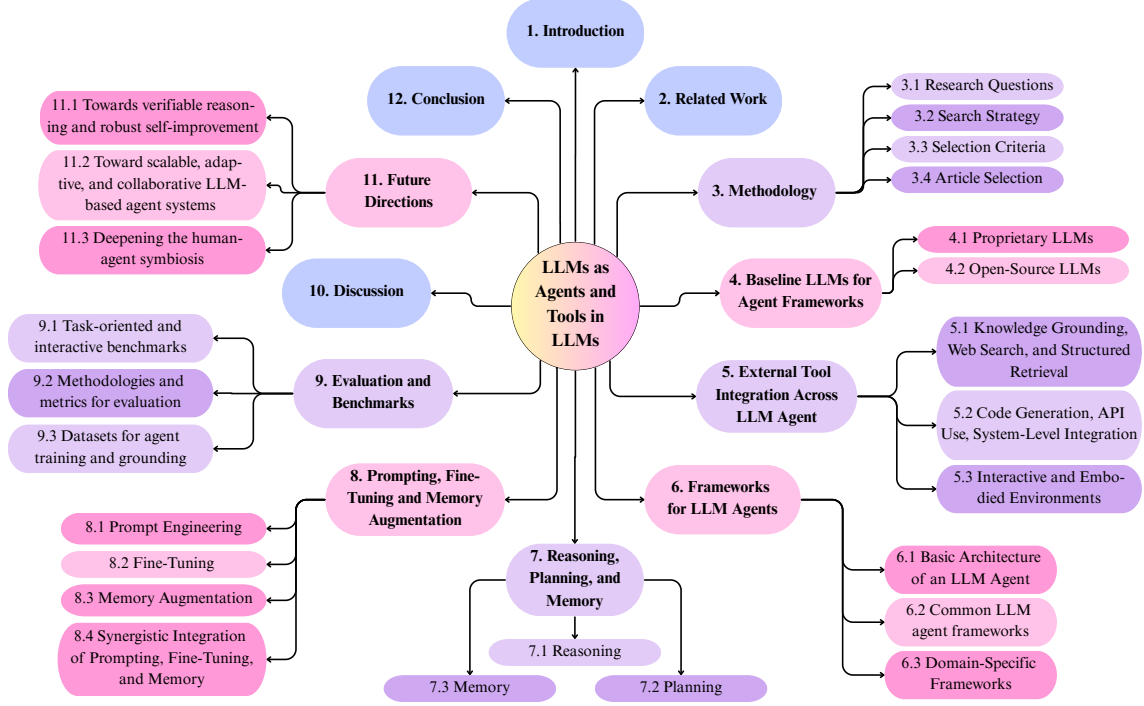 LLMs as
Agents and
Tools in
LLMs
1. Introduction
2. Related Work
3. Methodology
3.1 Research Questions
3.2 Search Strategy
3.3 Selection Criteria
3.4 Article Selection
4. Baseline LLMs for
Agent Frameworks
4.1 Proprietary LLMs
4.2 Open-Source LLMs
5. External Tool
Integration Across
LLM Agent
5.1 Knowledge Grounding,
Web Search, and Structured
Retrieval
5.2 Code Generation, API
Use, System-Level Integration
5.3 Interactive and Embo-
died Environments
6. Frameworks
for LLM Agents
6.1 Basic Architecture
of an LLM Agent
6.2 Common LLM
agent frameworks
6.3 Domain-Specific
Frameworks
7. Reasoning,
Planning, and
Memory
7.1 Reasoning
7.2 Planning
7.3 Memory
8. Prompting, Fine-
Tuning and Memory
Augmentation
8.1 Prompt Engineering
8.2 Fine-Tuning
8.3 Memory Augmentation
8.4 Synergistic Integration
of Prompting, Fine-Tuning,
and Memory
9. Evaluation and
Benchmarks
9.1 Task-oriented and
interactive benchmarks
9.2 Methodologies and
metrics for evaluation
9.3 Datasets for agent
training and grounding
10. Discussion
11. Future
Directions
11.1 Towards verifiable reaso-
ning and robust self-improvement
11.2 Toward scalable, adap-
tive, and collaborative LLM-
based agent systems
11.3 Deepening the human-
agent symbiosis
12. Conclusion